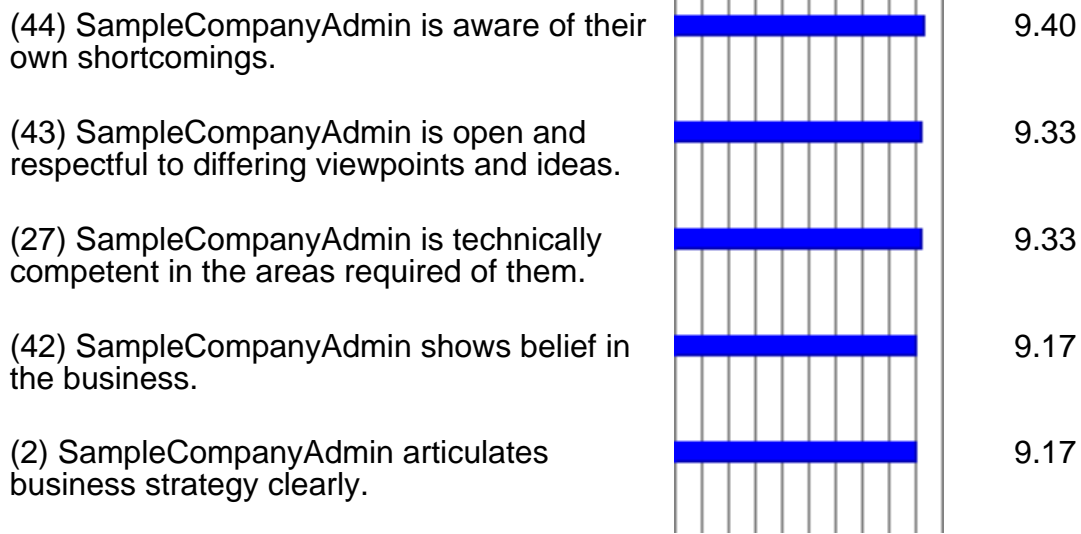 (44) SampleCompanyAdmin is aware of their
own shortcomings.
9.40
(43) SampleCompanyAdmin is open and
respectful to differing viewpoints and ideas.
9.33
(27) SampleCompanyAdmin is technically
competent in the areas required of them.
9.33
(42) SampleCompanyAdmin shows belief in
the business.
9.17
(2) SampleCompanyAdmin articulates
business strategy clearly.
9.17